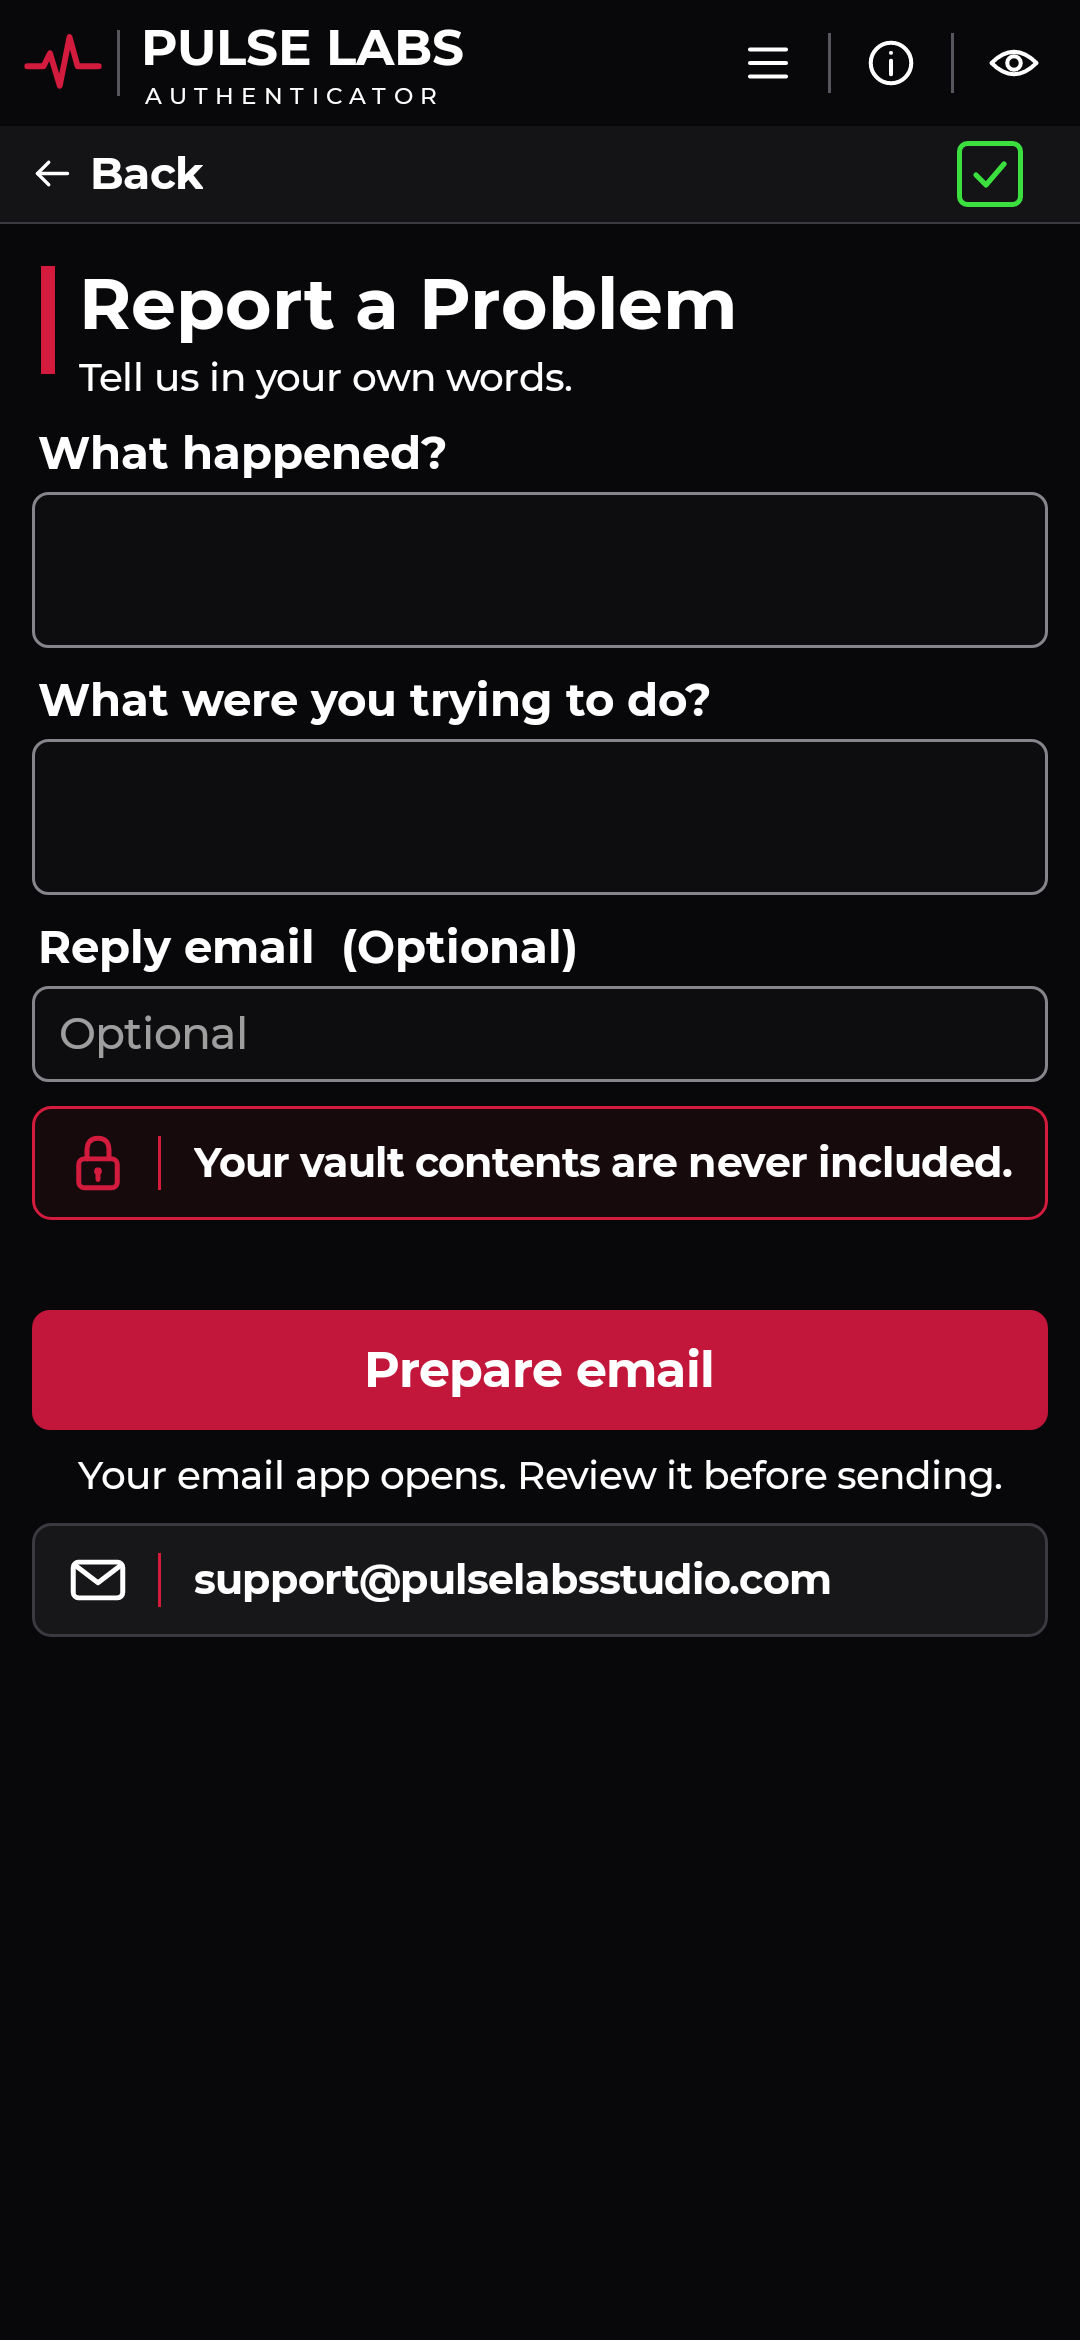 PULSE LABS
AUTHENTICATOR
Back
Report a Problem
Tell us in your own words.
What happened?
What were you trying to do?
Reply email (Optional)
Optional
Your vault contents are never included.
Prepare email
Your email app opens. Review it before sending.
support@pulselabsstudio.com